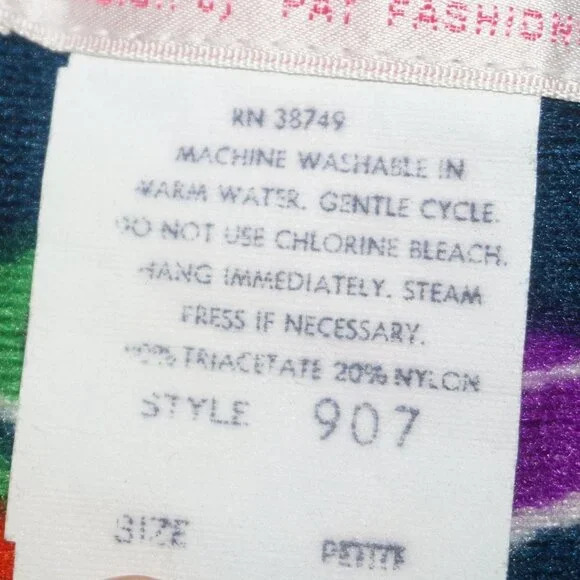 PAT FASHION
RN 38749
MACHINE WASHABLE IN
WARM WATER. GENTLE CYCLE.
DO NOT USE CHLORINE BLEACH.
HANG IMMEDIATELY. STEAM
PRESS IF NECESSARY.
TRIACETATE 20% NYLON
STYLE 907
SIZE PETITE